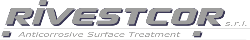 RIVESTCOR s.r.l.
Anticorrosive Surface Treatment